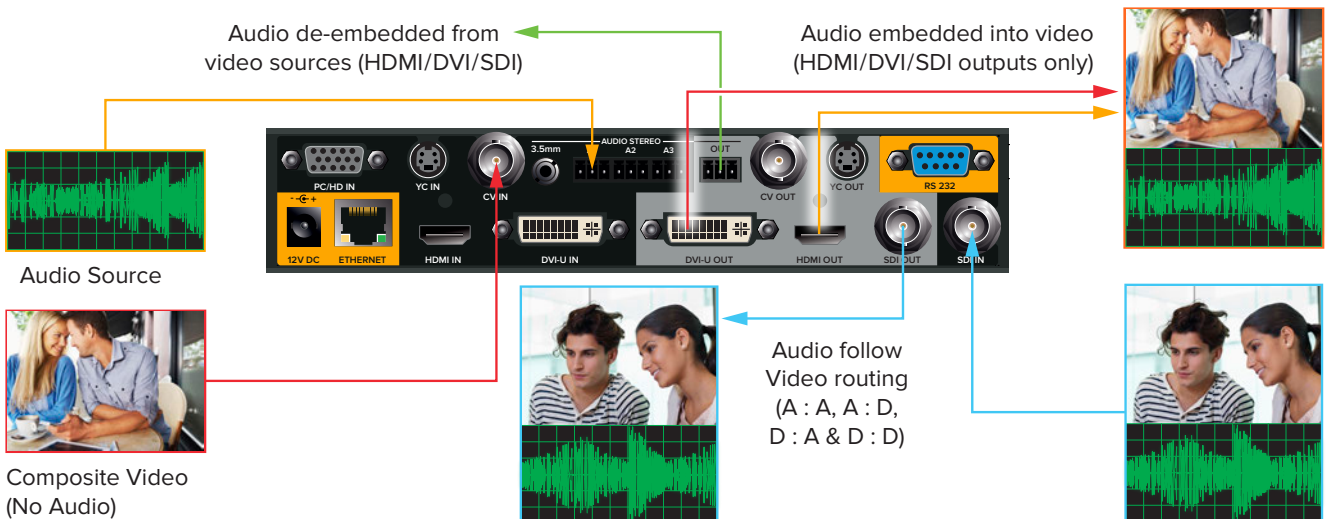 Audio de-embedded from
video sources (HDMI/DVI/SDI)
Audio embedded into video
(HDMI/DVI/SDI outputs only)
AUDIO STEREO
3.5mm
A2
A3
OUT
PC/HD IN
YC IN
CV IN
CV OUT
YC OUT
RS 232
- +
12V DC
ETHERNET
HDMI IN
DVI-U IN
DVI-U OUT
HDMI OUT
SDI OUT
SDI IN
Audio Source
Composite Video
(No Audio)
Audio follow
Video routing
(A : A, A : D,
D : A & D : D)